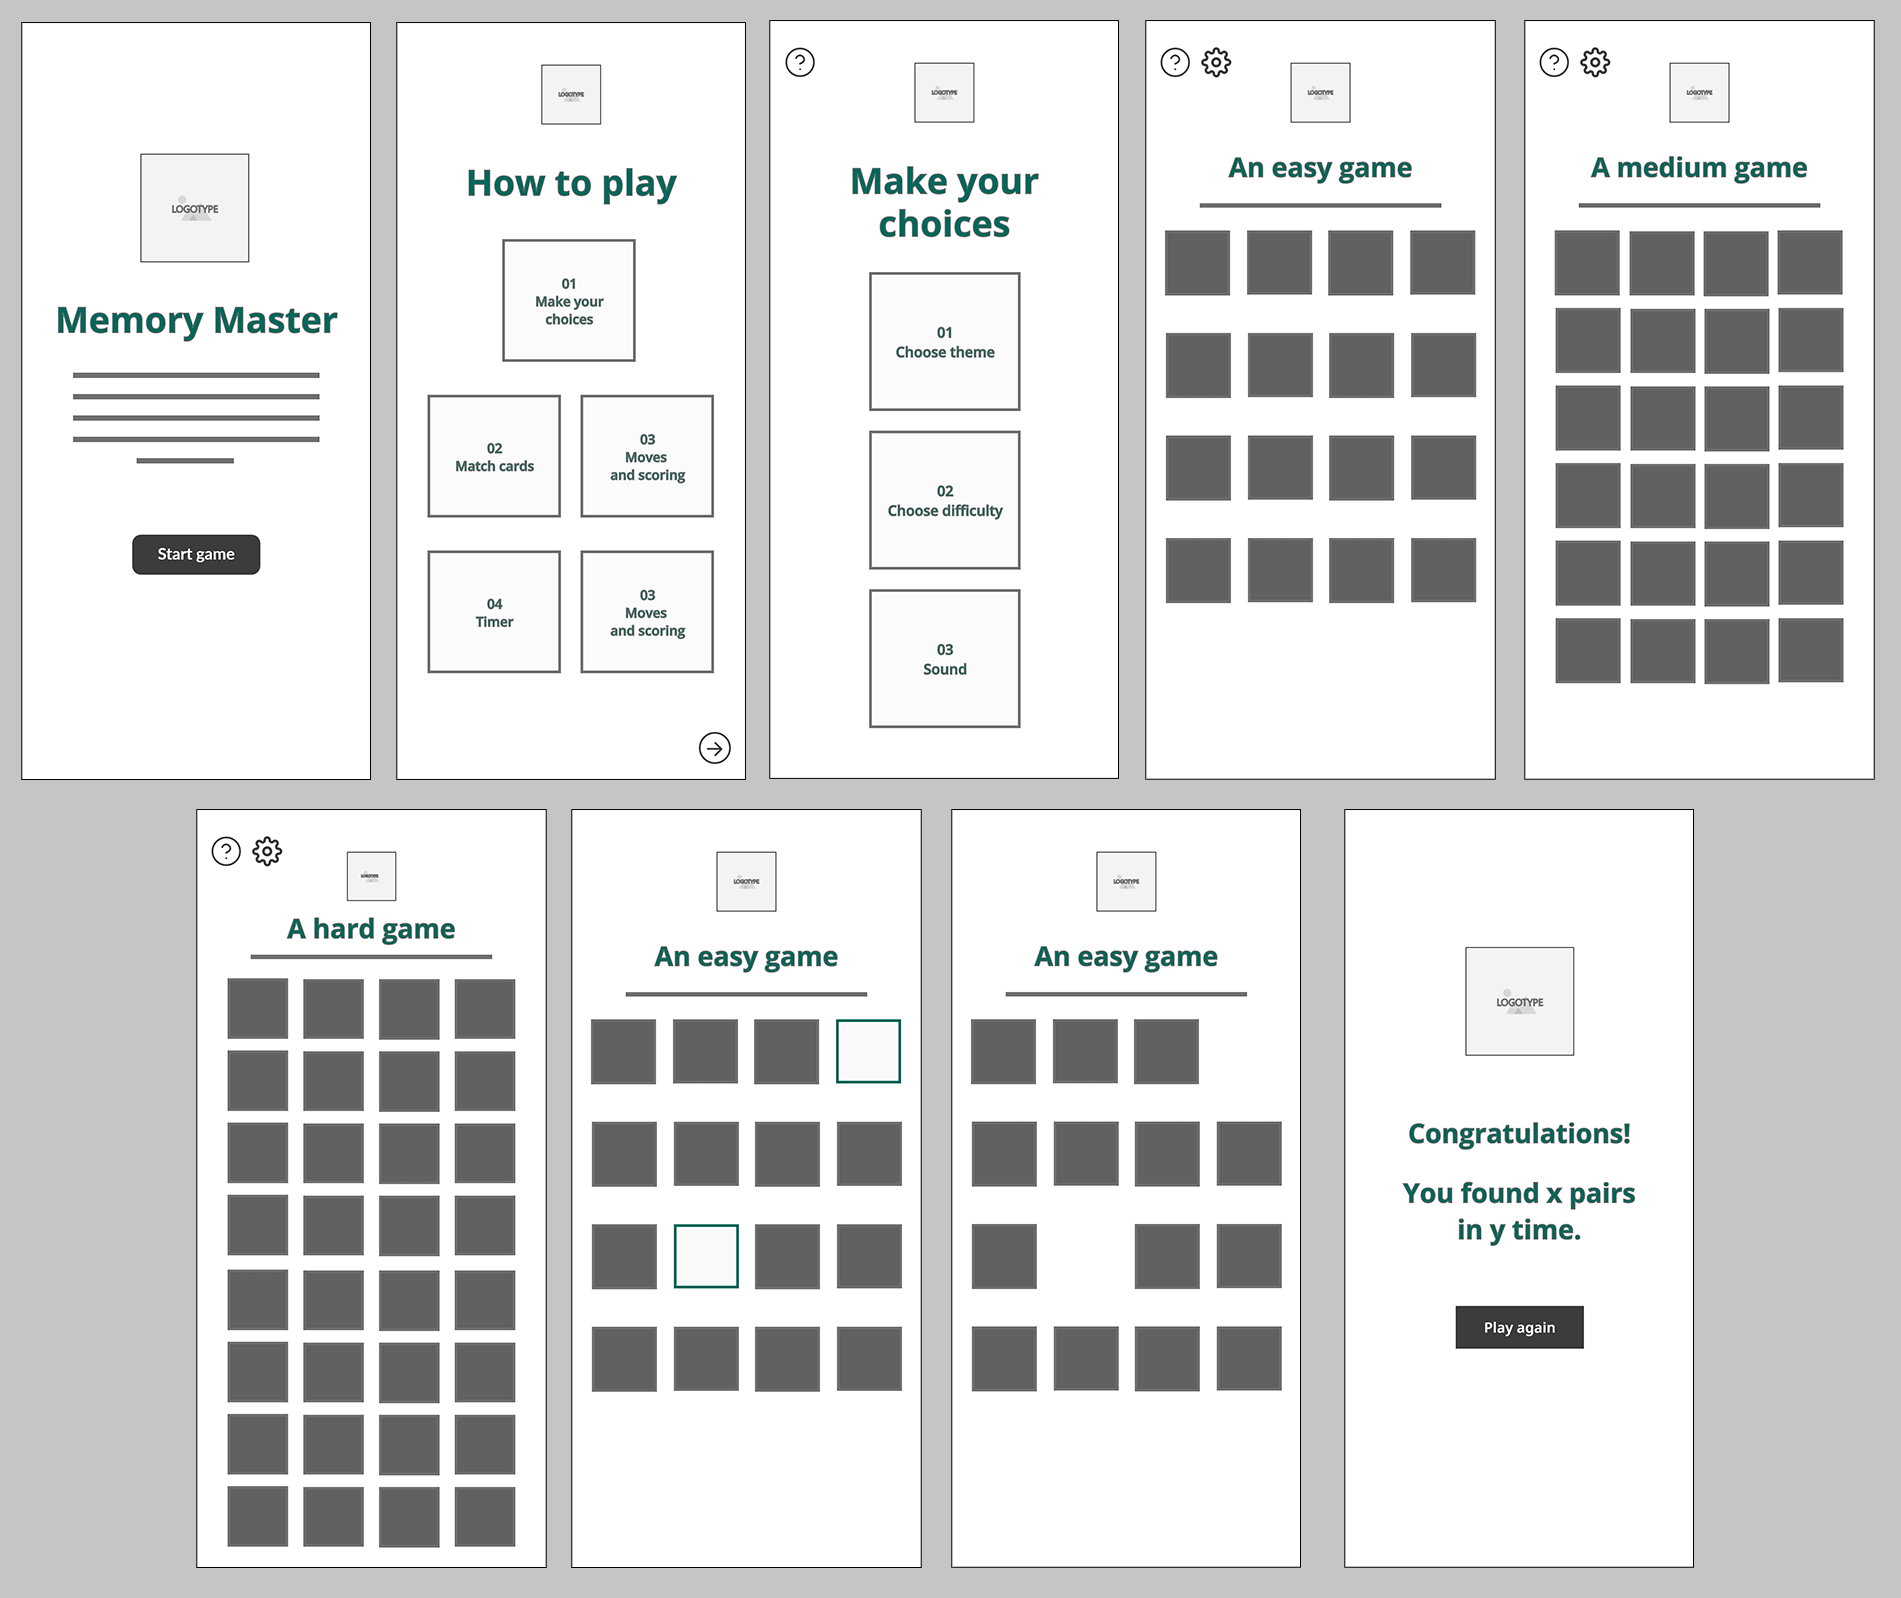 LOGOTYPE
Memory Master
Start game
LOGOTYPE
How to play
01
Make your
choices
02
Match cards
03
Moves
and scoring
04
Timer
03
Moves
and scoring
?
LOGOTYPE
Make your
choices
01
Choose theme
02
Choose difficulty
03
Sound
?
LOGOTYPE
An easy game
?
LOGOTYPE
A medium game
?
LOGOTYPE
A hard game
LOGOTYPE
An easy game
LOGOTYPE
An easy game
LOGOTYPE
Congratulations!
You found x pairs
in y time.
Play again